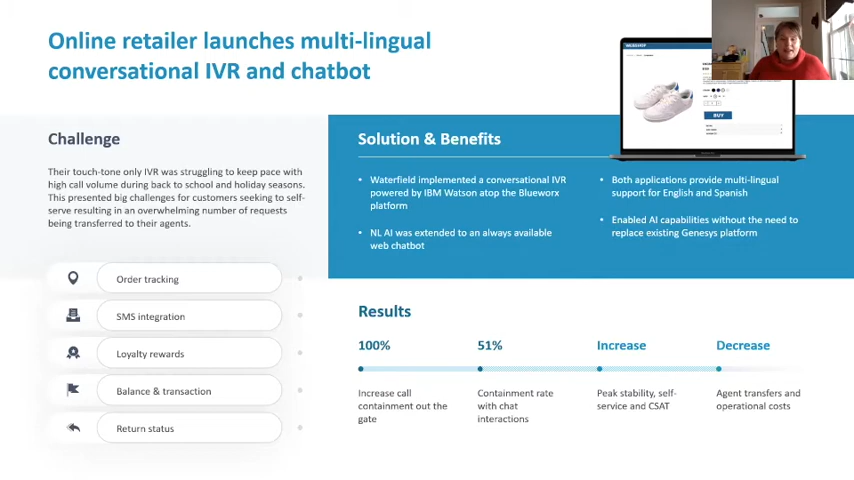 Online retailer launches multi-lingual
conversational IVR and chatbot
Challenge
Their touch-tone only IVR was struggling to keep pace with
high call volume during back to school and holiday seasons.
This presented big challenges for customers seeking to self-
serve resulting in an overwhelming number of requests
being transferred to their agents.
Order tracking
SMS integration
Loyalty rewards
Balance & transaction
Return status
BUY
Solution & Benefits
• Waterfield implemented a conversational IVR
powered by IBM Watson atop the Blueworx
platform
• NL AI was extended to an always available
web chatbot
• Both applications provide multi-lingual
support for English and Spanish
• Enabled AI capabilities without the need to
replace existing Genesys platform
Results
100%
Increase call
containment out the
gate
51%
Containment rate
with chat
interactions
Increase
Peak stability, self-
service and CSAT
Decrease
Agent transfers and
operational costs